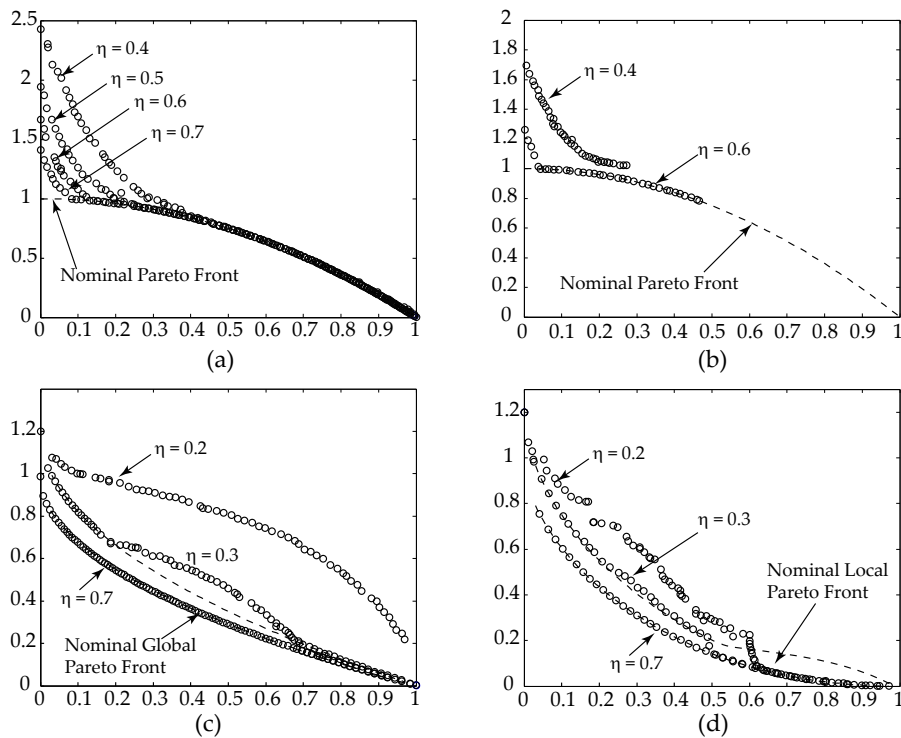 2.5
2
1.5
1
0.5
0
0 0.1 0.2 0.3 0.4 0.5 0.6 0.7 0.8 0.9 1
η = 0.4
η = 0.5
η = 0.6
η = 0.7
Nominal Pareto Front
(a)
2
1.8
1.6
1.4
1.2
1
0.8
0.6
0.4
0.2
0
0 0.1 0.2 0.3 0.4 0.5 0.6 0.7 0.8 0.9 1
η = 0.4
η = 0.6
Nominal Pareto Front
(b)
1.2
1
0.8
0.6
0.4
0.2
0
0 0.1 0.2 0.3 0.4 0.5 0.6 0.7 0.8 0.9 1
η = 0.2
η = 0.3
η = 0.7
Nominal Global
Pareto Front
(c)
1.2
1
0.8
0.6
0.4
0.2
0
0 0.1 0.2 0.3 0.4 0.5 0.6 0.7 0.8 0.9 1
η = 0.2
η = 0.3
Nominal Local
Pareto Front
η = 0.7
(d)